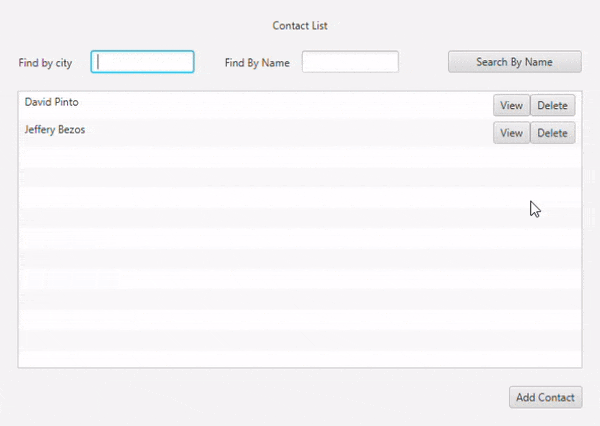 Contact List
Find by city Find By Name Search By Name
David Pinto View Delete
Jeffery Bezos View Delete
Add Contact